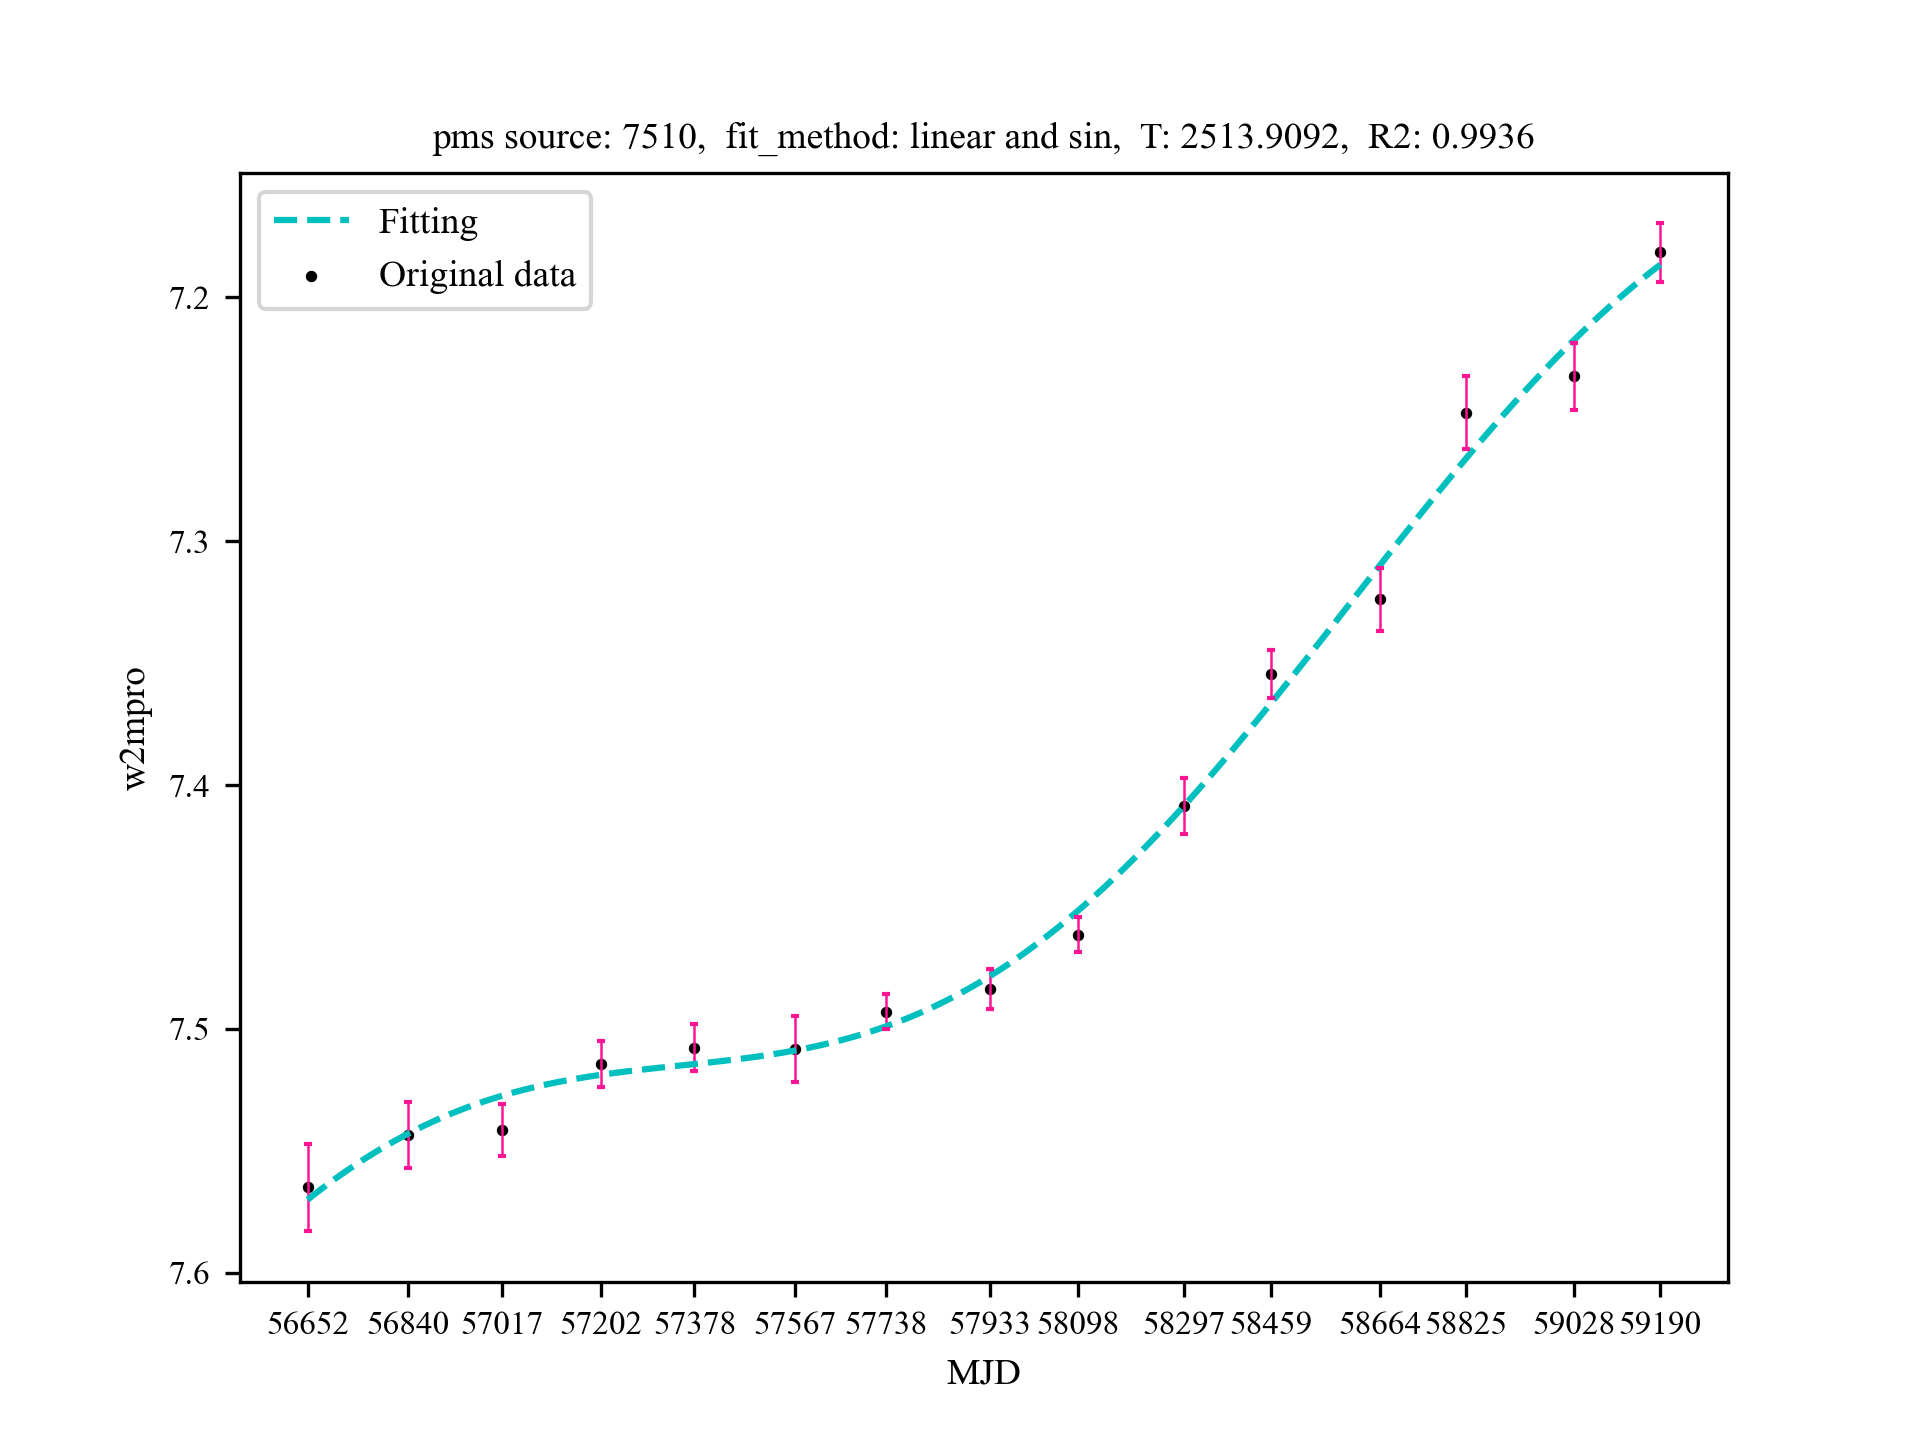 pms source: 7510,  fit_method: linear and sin,  T: 2513.9092,  R2: 0.9936
Fitting
Original data
7.2
7.3
7.4
7.5
7.6
w2mpro
56652 56840 57017 57202 57378 57567 57738 57933 58098 58297 58459 58664 58825 59028 59190
MJD